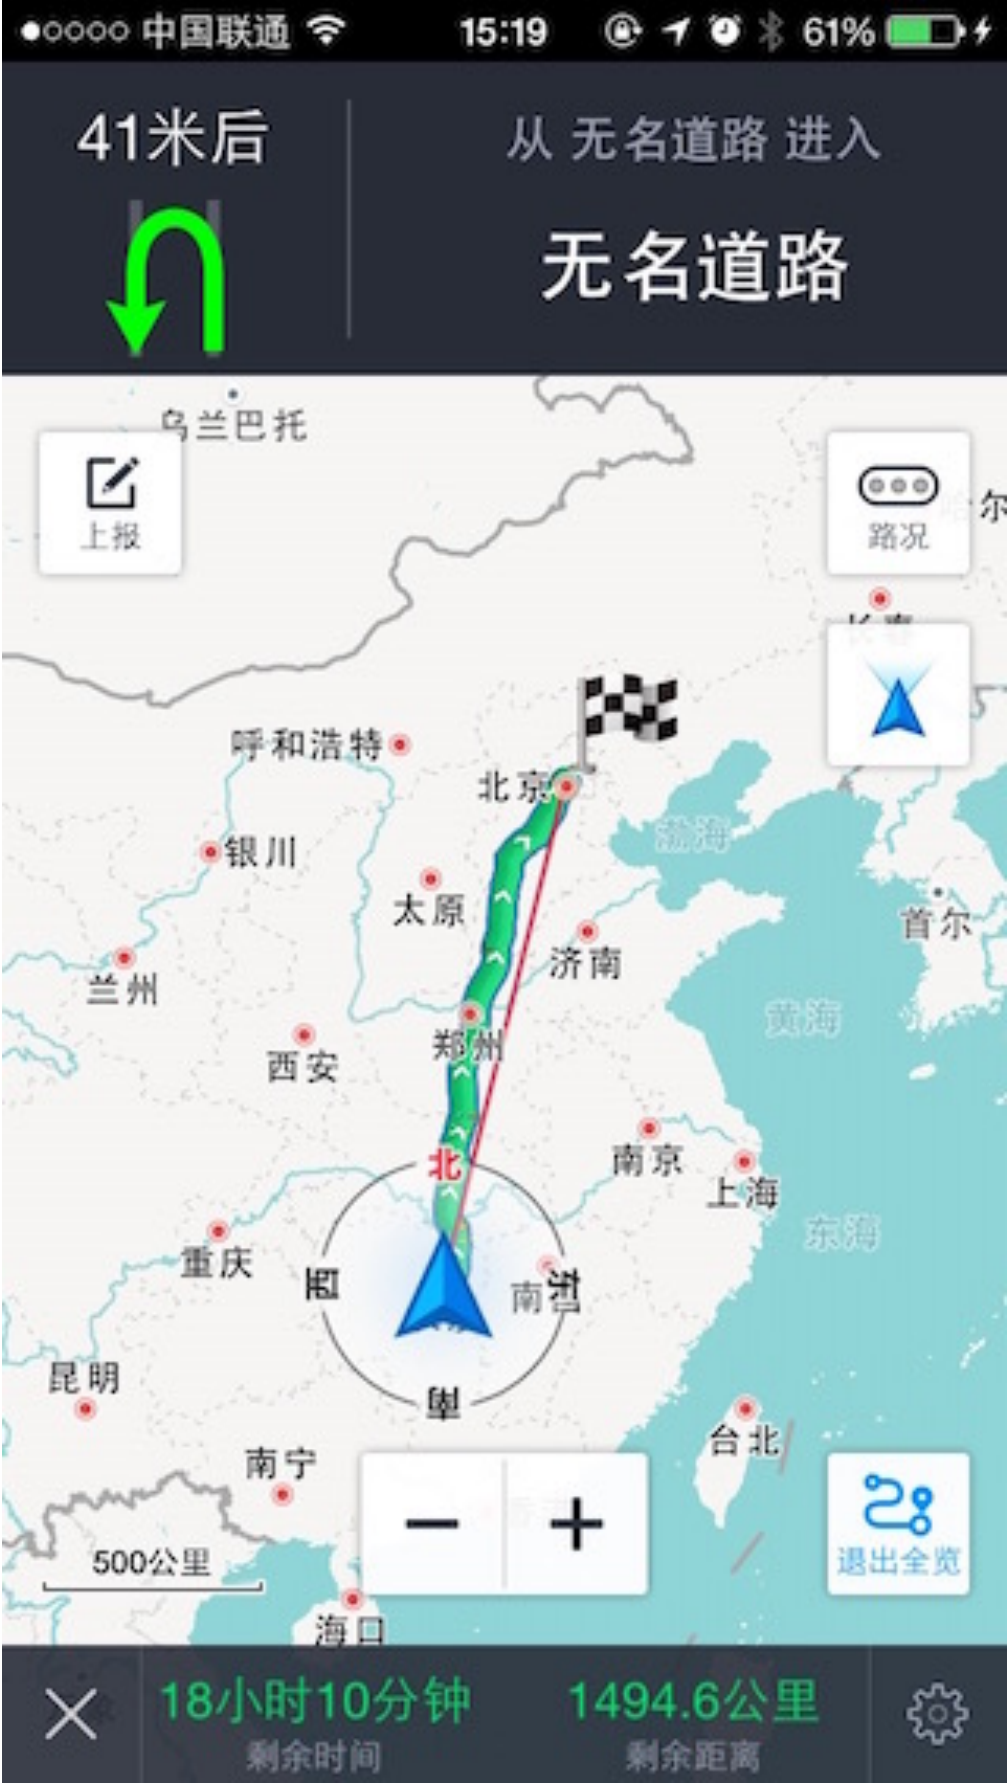 中国联通 15:19 61%
41米后
从 无名道路 进入
无名道路
乌兰巴托
上报
路况
尔
长春
呼和浩特
北京
银川
渤海
太原
首尔
济南
兰州
黄海
郑州
西安
南京
北
上海
东海
重庆
西
南
东
昆明
南
台北
南宁
500公里
退出全览
海口
18小时10分钟
剩余时间
1494.6公里
剩余距离